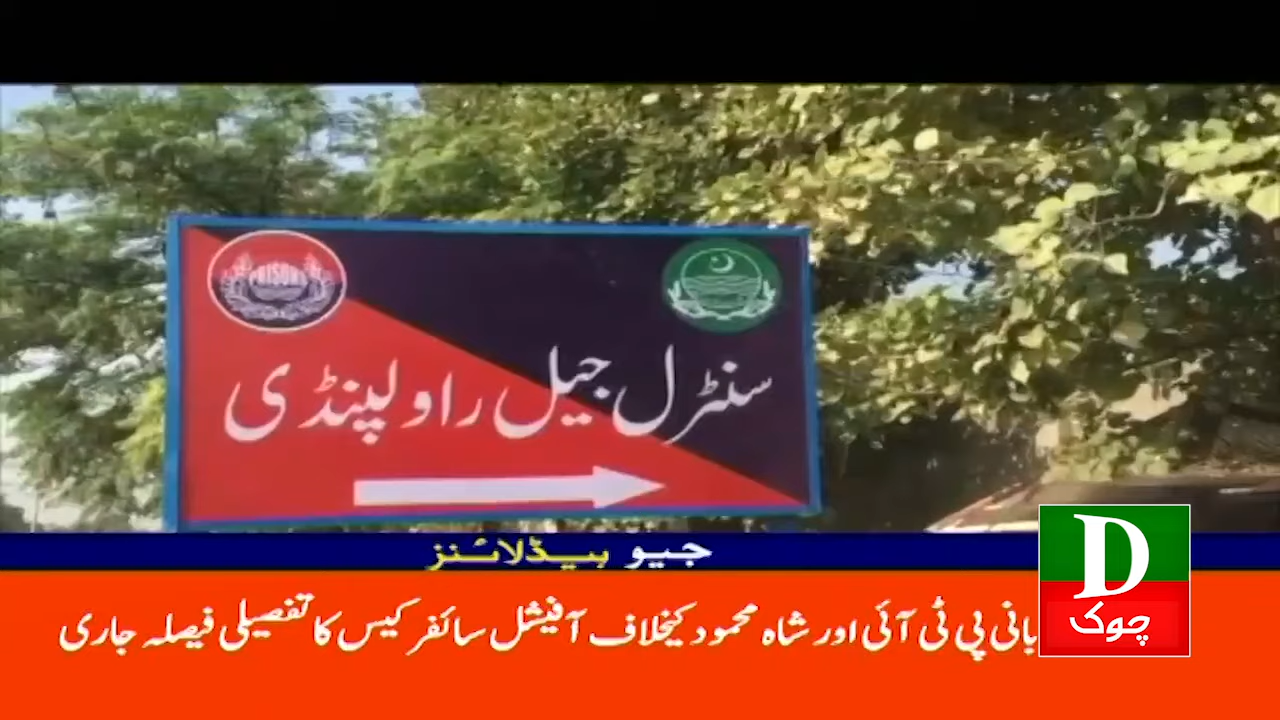 PRISONS
سنٹرل جیل راولپنڈی
جیو ہیڈلائنز
بانی پی ٹی آئی اور شاہ محمود کیخلاف آفیشل سائفر کیس کا تفصیلی فیصلہ جاری
D
چوک